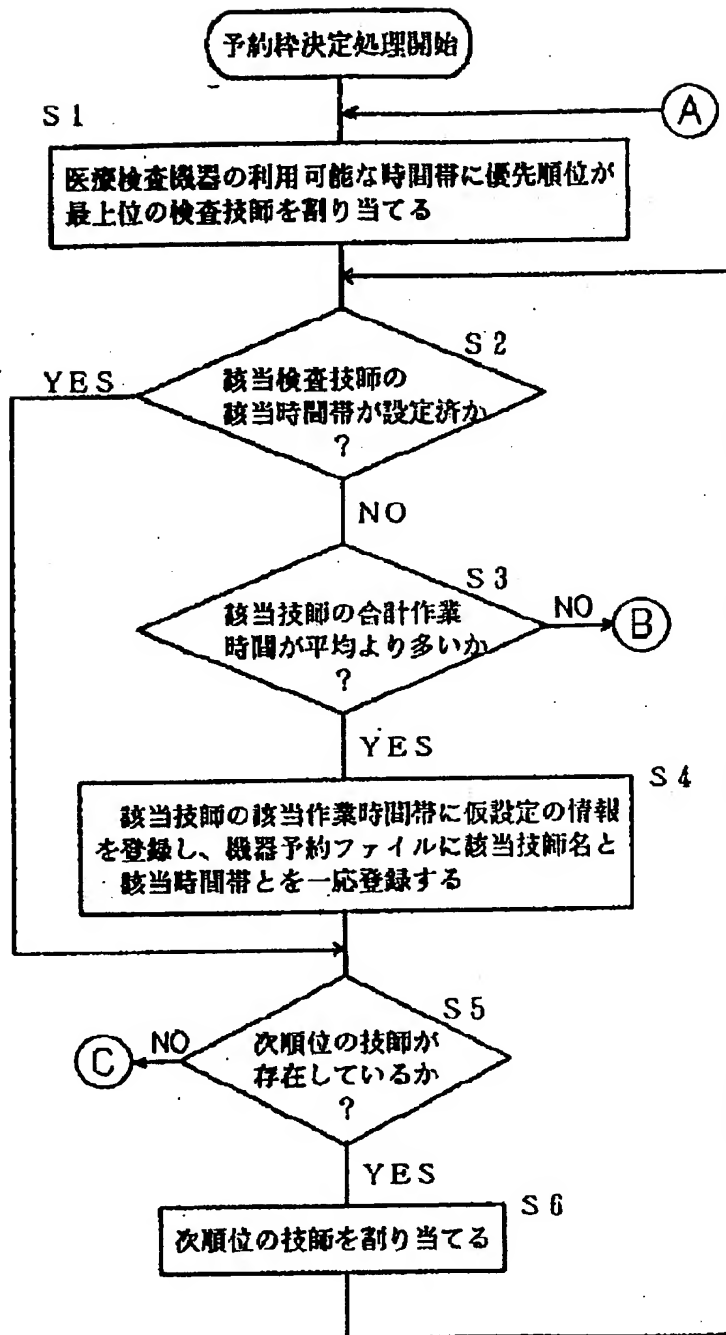 予約枠決定処理開始
S1
A
医療検査機器の利用可能な時間帯に優先順位が
最上位の検査技師を割り当てる
S2
YES
該当検査技師の
該当時間帯が設定済か
?
NO
S3
該当技師の合計作業
時間が平均より多いか
?
NO
B
YES
S4
該当技師の該当作業時間帯に仮設定の情報
を登録し、機器予約ファイルに該当技師名と
該当時間帯とを一応登録する
S5
NO
C
次順位の技師が
存在しているか
?
YES
S6
次順位の技師を割り当てる